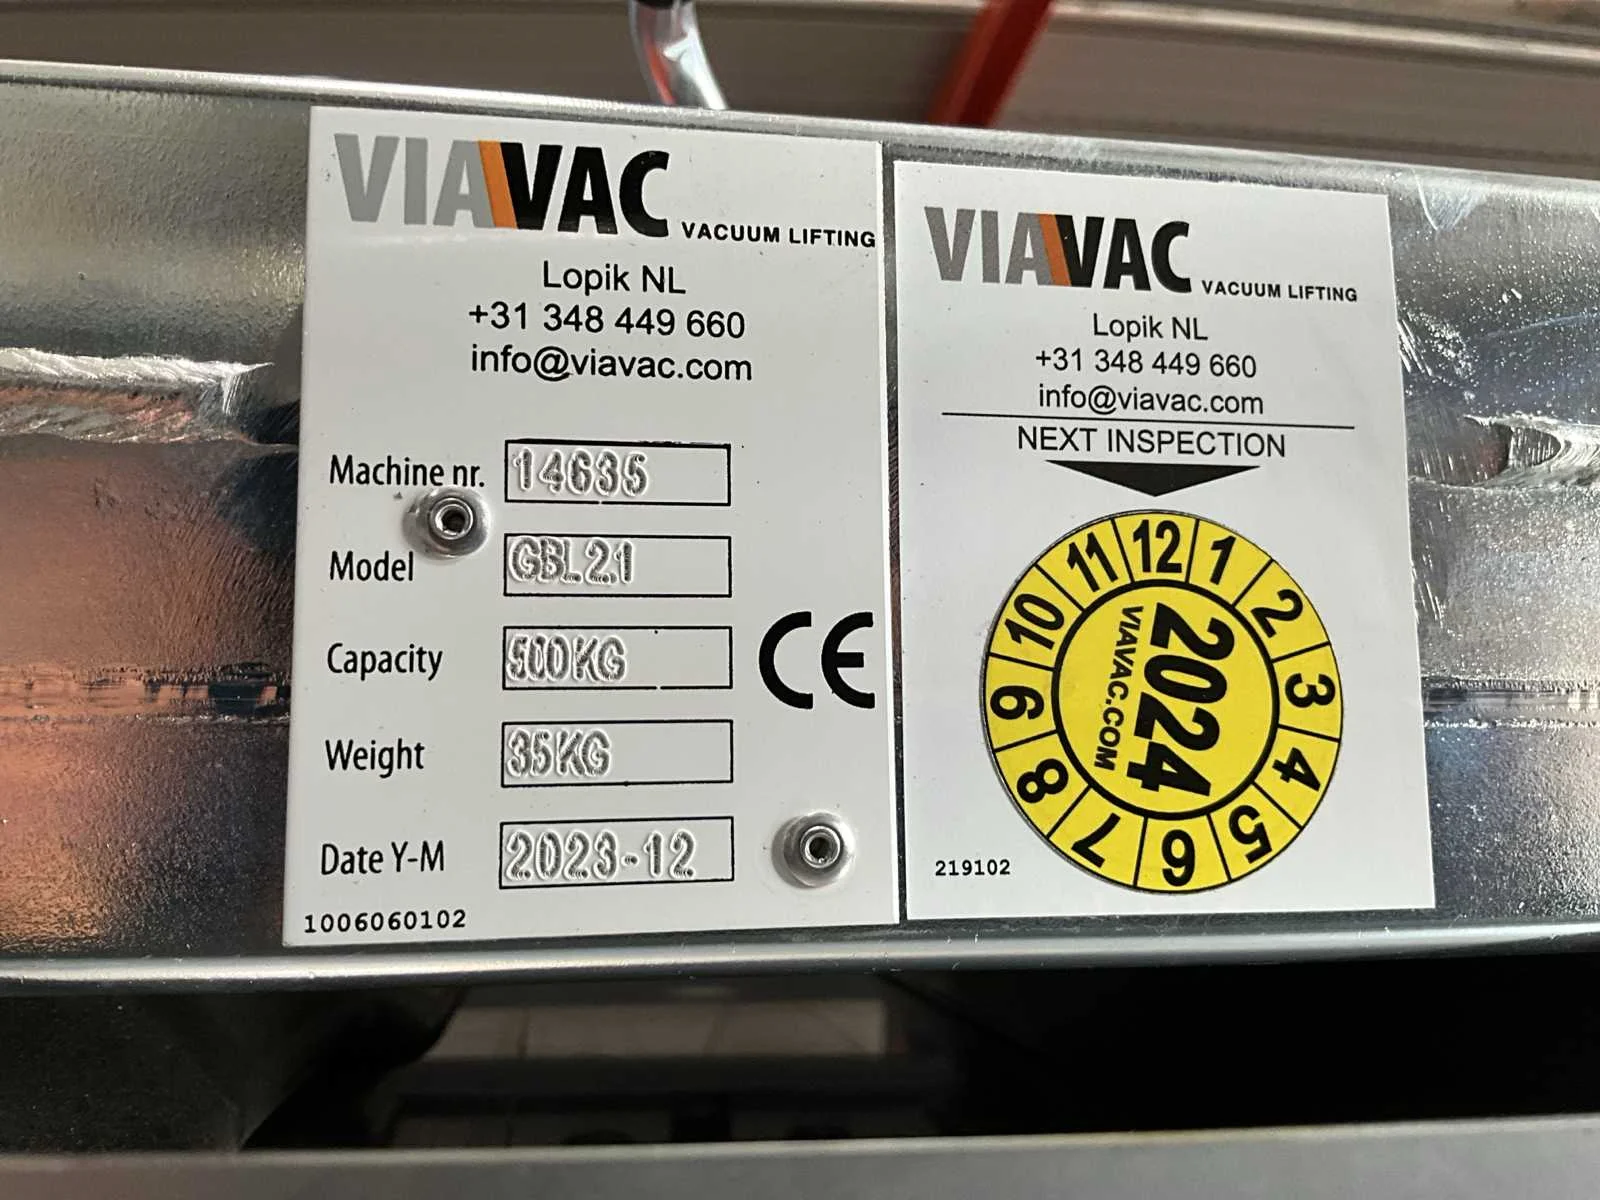 VIAVAC VACUUM LIFTING
Lopik NL
+31 348 449 660
info@viavac.com
Machine nr. 14635
Model GBL2.1
Capacity 500KG
CE
Weight 35KG
Date Y-M 2023-12
1006060102
VIAVAC VACUUM LIFTING
Lopik NL
+31 348 449 660
info@viavac.com
NEXT INSPECTION
12 1 2 3 4 5 6 7 8 9 10 11
2024
VIAVAC.COM
219102